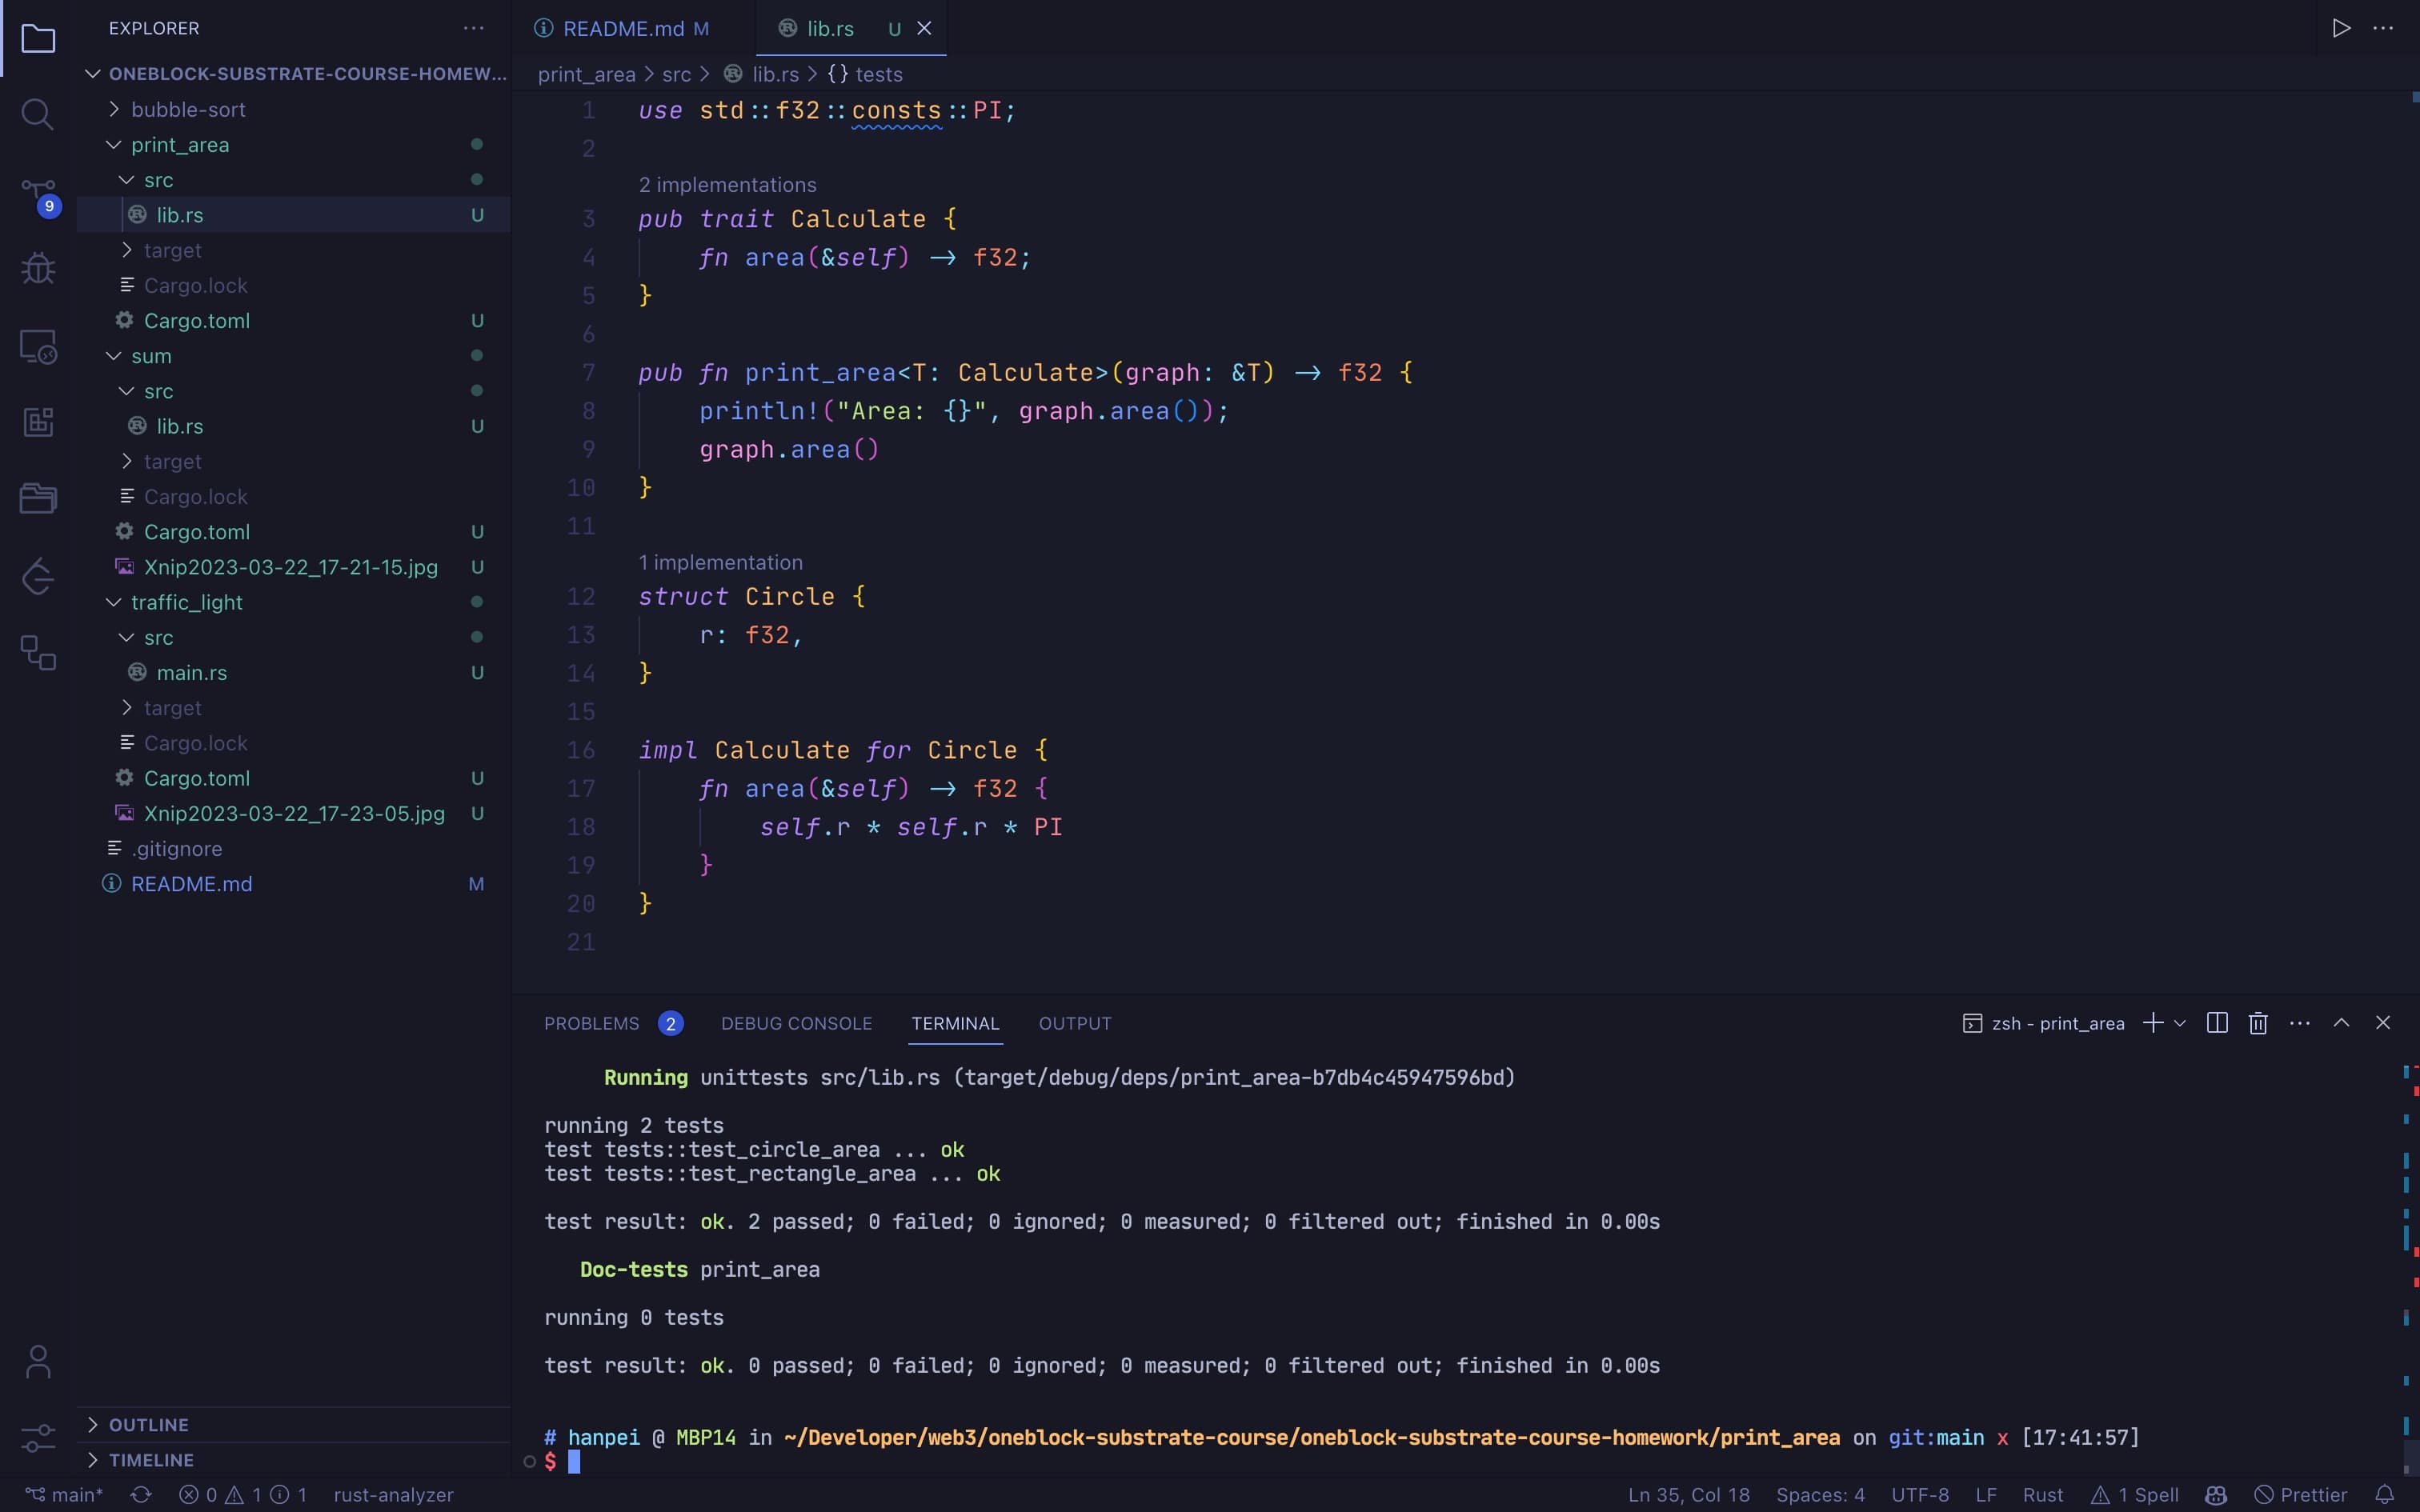 EXPLORER
ONEBLOCK-SUBSTRATE-COURSE-HOMEW...
bubble-sort
print_area
src
lib.rs U
target
Cargo.lock
Cargo.toml U
sum
src
lib.rs U
target
Cargo.lock
Cargo.toml U
Xnip2023-03-22_17-21-15.jpg U
traffic_light
src
main.rs U
target
Cargo.lock
Cargo.toml U
Xnip2023-03-22_17-23-05.jpg U
.gitignore
README.md M
OUTLINE
TIMELINE
9
README.md M
lib.rs U
print_area > src > lib.rs > {} tests
1 use std::f32::consts::PI;
2
2 implementations
3 pub trait Calculate {
4 fn area(&self) -> f32;
5 }
6
7 pub fn print_area<T: Calculate>(graph: &T) -> f32 {
8 println!("Area: {}", graph.area());
9 graph.area()
10 }
11
1 implementation
12 struct Circle {
13 r: f32,
14 }
15
16 impl Calculate for Circle {
17 fn area(&self) -> f32 {
18 self.r * self.r * PI
19 }
20 }
21
PROBLEMS 2 DEBUG CONSOLE TERMINAL OUTPUT
zsh - print_area
Running unittests src/lib.rs (target/debug/deps/print_area-b7db4c45947596bd)
running 2 tests
test tests::test_circle_area ... ok
test tests::test_rectangle_area ... ok
test result: ok. 2 passed; 0 failed; 0 ignored; 0 measured; 0 filtered out; finished in 0.00s
Doc-tests print_area
running 0 tests
test result: ok. 0 passed; 0 failed; 0 ignored; 0 measured; 0 filtered out; finished in 0.00s
# hanpei @ MBP14 in ~/Developer/web3/oneblock-substrate-course/oneblock-substrate-course-homework/print_area on git:main x [17:41:57]
$
main* 0 1 1 rust-analyzer
Ln 35, Col 18 Spaces: 4 UTF-8 LF Rust 1 Spell Prettier